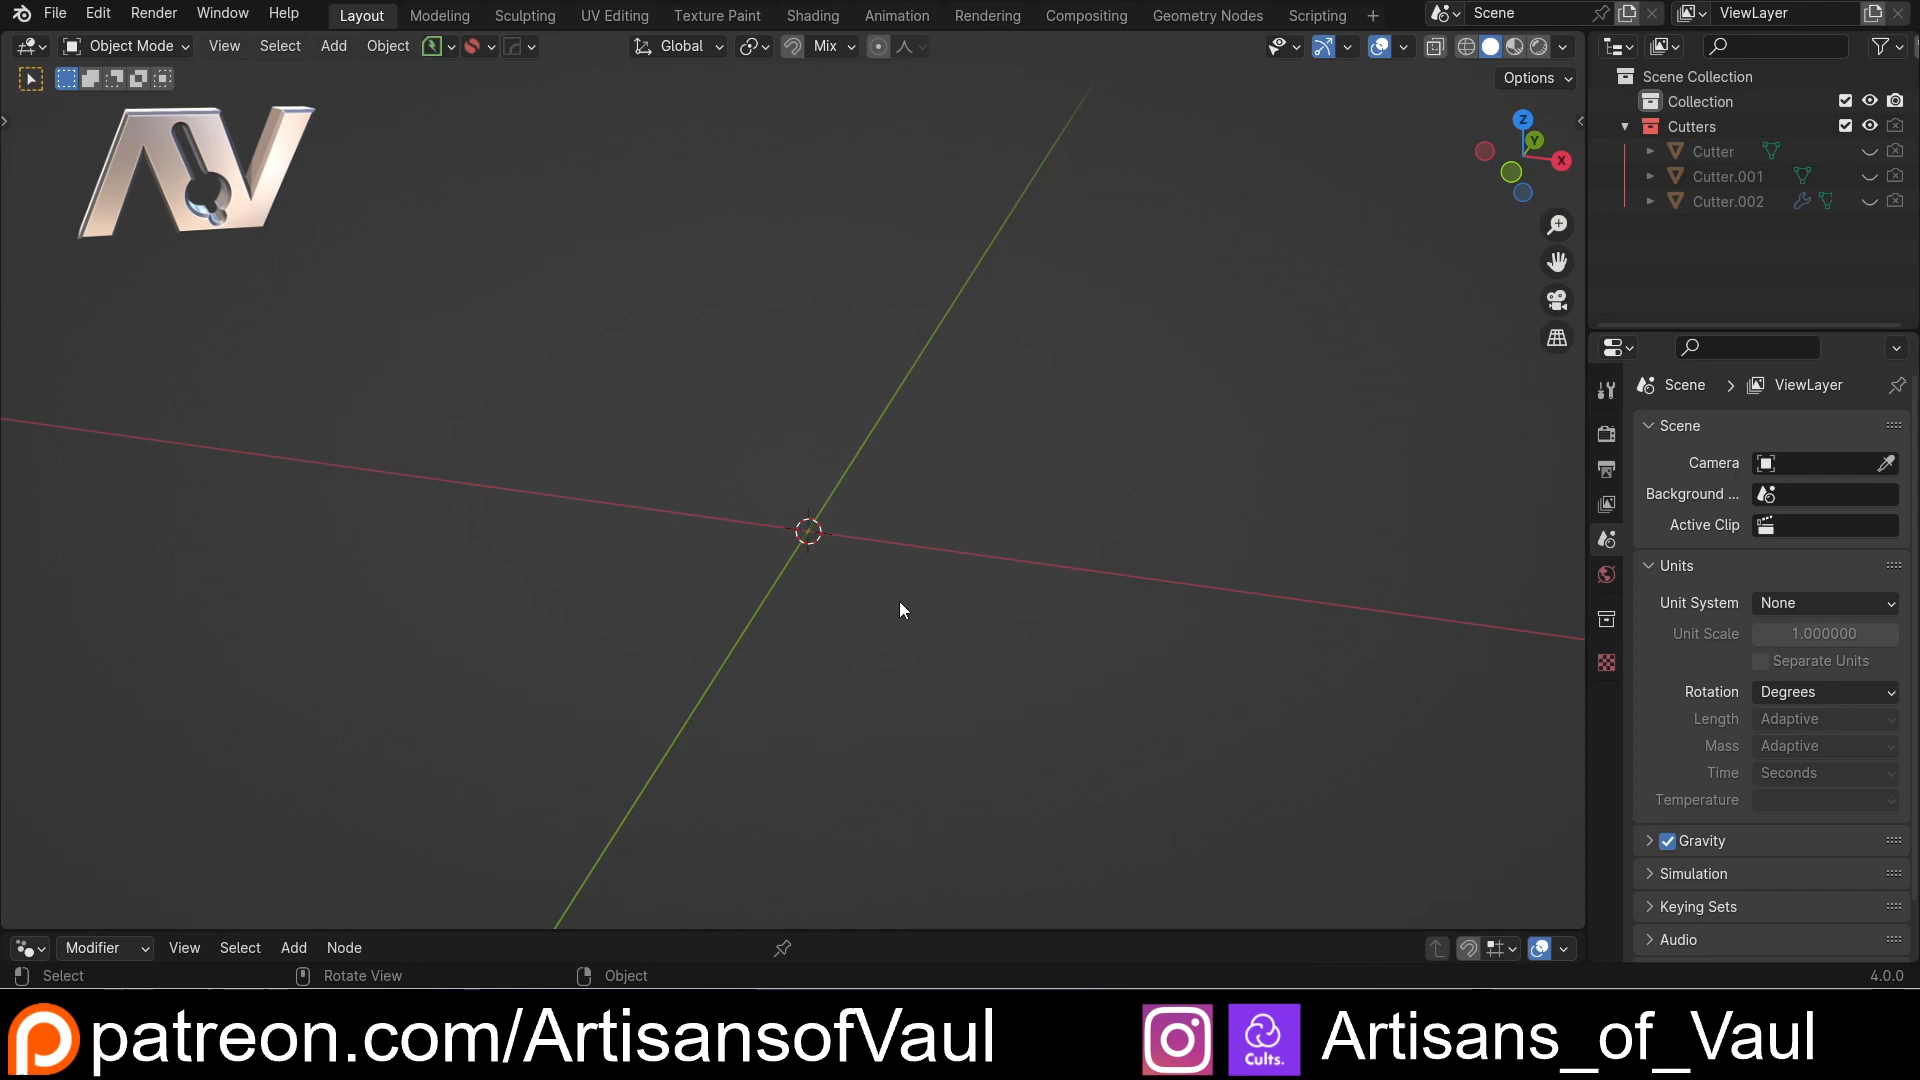 File Edit Render Window Help Layout Modeling Sculpting UV Editing Texture Paint Shading Animation Rendering Compositing Geometry Nodes Scripting + Scene ViewLayer
Object Mode View Select Add Object Global Mix
Options
Scene Collection
Collection
Cutters
Cutter
Cutter.001
Cutter.002
Z
Y
X
Scene ViewLayer
Scene
Camera
Background ...
Active Clip
Units
Unit System None
Unit Scale 1.000000
Separate Units
Rotation Degrees
Length Adaptive
Mass Adaptive
Time Seconds
Temperature
Gravity
Simulation
Keying Sets
Audio
Modifier View Select Add Node
Select Rotate View Object 4.0.0
patreon.com/ArtisansofVaul Cults. Artisans_of_Vaul